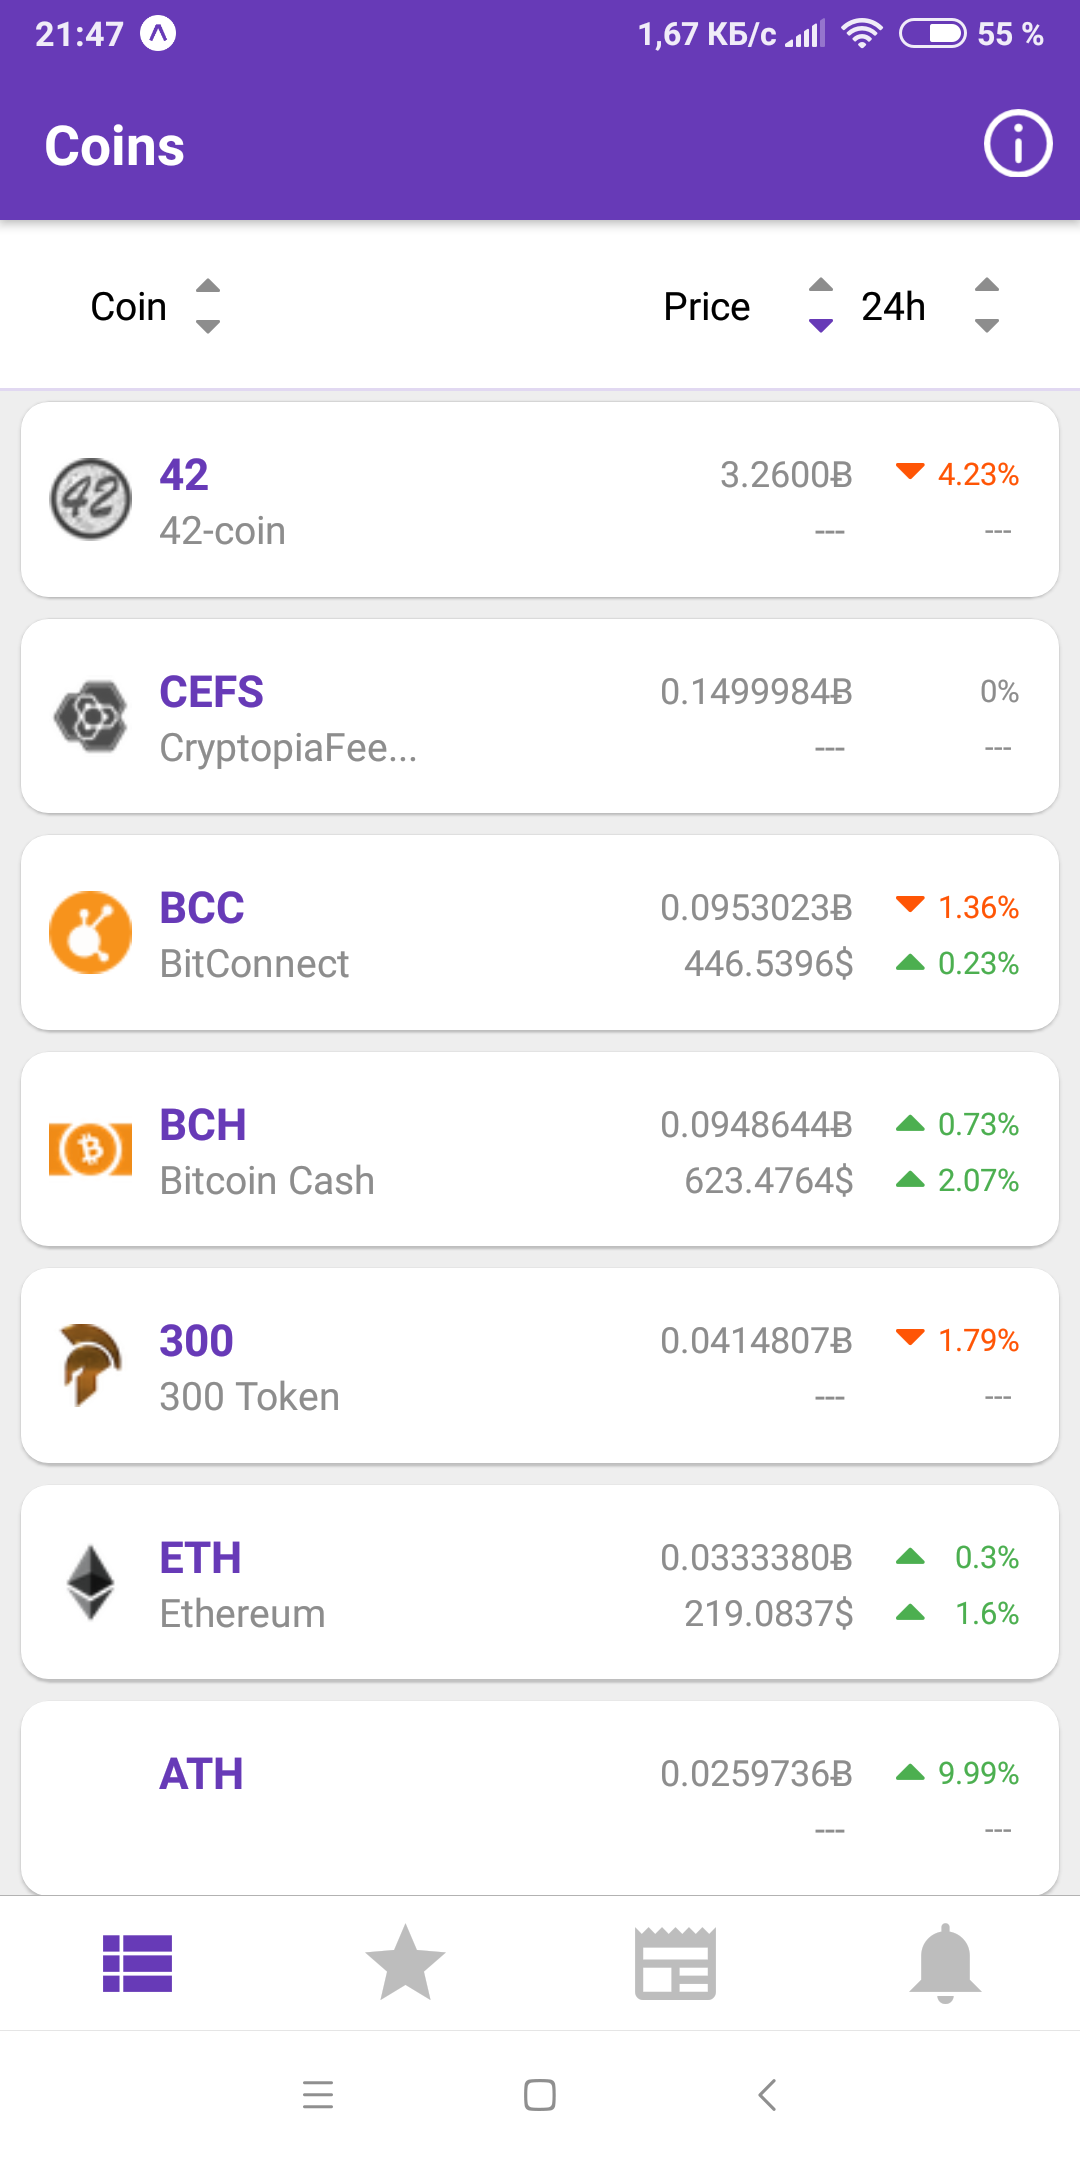 21:47 1,67 КБ/с 55 %
Coins
Coin Price 24h
42 3.2600Ƀ 4.23%
42-coin --- ---
CEFS 0.1499984Ƀ 0%
CryptopiaFee... --- ---
BCC 0.0953023Ƀ 1.36%
BitConnect 446.5396$ 0.23%
BCH 0.0948644Ƀ 0.73%
Bitcoin Cash 623.4764$ 2.07%
300 0.0414807Ƀ 1.79%
300 Token --- ---
ETH 0.0333380Ƀ 0.3%
Ethereum 219.0837$ 1.6%
ATH 0.0259736Ƀ 9.99%
--- ---